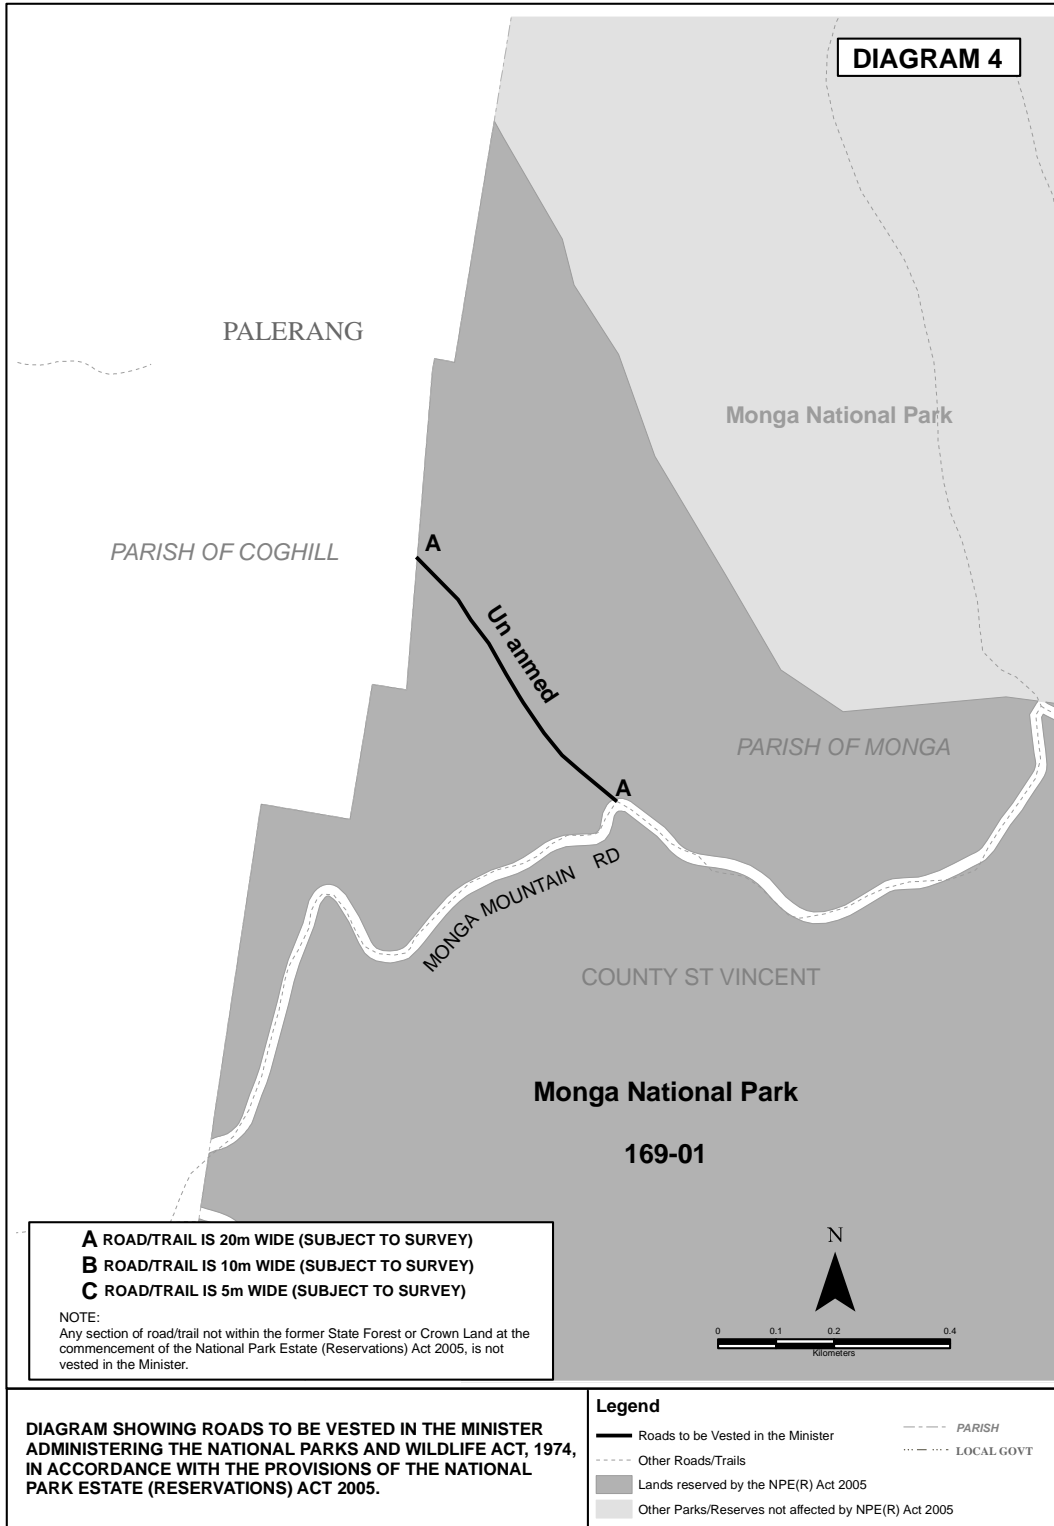 DIAGRAM 4
PALERANG
Monga National Park
PARISH OF COGHILL
A
Un anmed
PARISH OF MONGA
A
MONGA MOUNTAIN RD
COUNTY ST VINCENT
Monga National Park
169-01
A ROAD/TRAIL IS 20m WIDE (SUBJECT TO SURVEY)
B ROAD/TRAIL IS 10m WIDE (SUBJECT TO SURVEY)
C ROAD/TRAIL IS 5m WIDE (SUBJECT TO SURVEY)
NOTE:
Any section of road/trail not within the former State Forest or Crown Land at the
commencement of the National Park Estate (Reservations) Act 2005, is not
vested in the Minister.
N
0 0.1 0.2 0.4
Kilometers
DIAGRAM SHOWING ROADS TO BE VESTED IN THE MINISTER
ADMINISTERING THE NATIONAL PARKS AND WILDLIFE ACT, 1974,
IN ACCORDANCE WITH THE PROVISIONS OF THE NATIONAL
PARK ESTATE (RESERVATIONS) ACT 2005.
Legend
Roads to be Vested in the Minister
Other Roads/Trails
Lands reserved by the NPE(R) Act 2005
Other Parks/Reserves not affected by NPE(R) Act 2005
PARISH
LOCAL GOVT